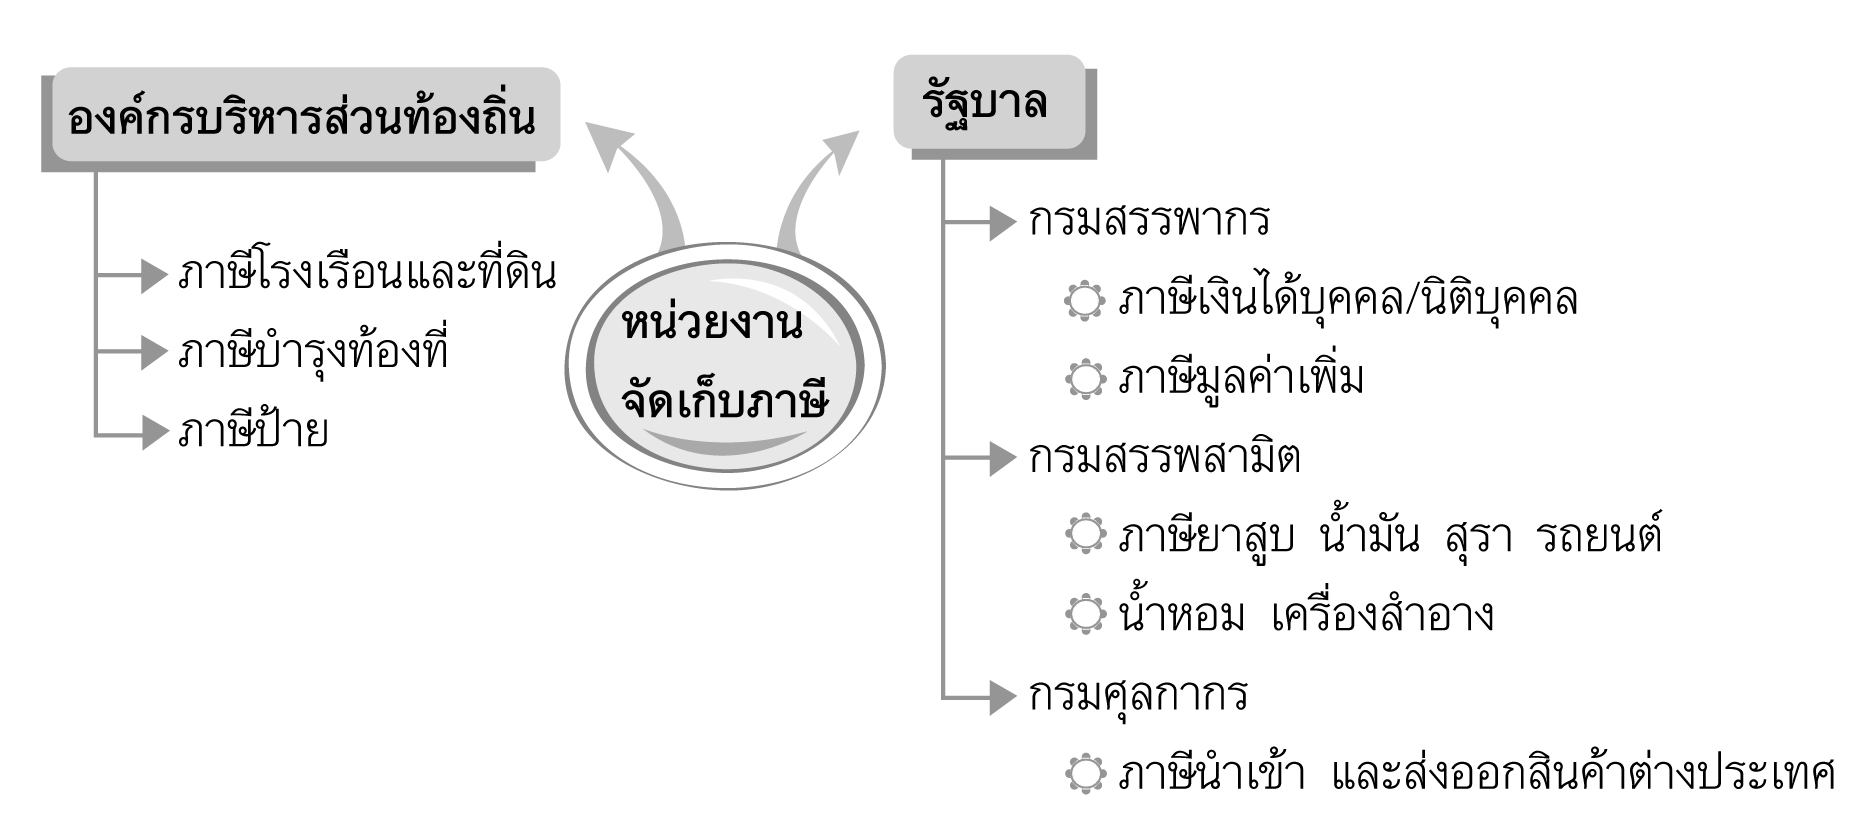 องค์กรบริหารส่วนท้องถิ่น
ภาษีโรงเรือนและที่ดิน
ภาษีบำรุงท้องที่
ภาษีป้าย
หน่วยงาน
จัดเก็บภาษี
รัฐบาล
กรมสรรพากร
ภาษีเงินได้บุคคล/นิติบุคคล
ภาษีมูลค่าเพิ่ม
กรมสรรพสามิต
ภาษียาสูบ น้ำมัน สุรา รถยนต์
น้ำหอม เครื่องสำอาง
กรมศุลกากร
ภาษีนำเข้า และส่งออกสินค้าต่างประเทศ